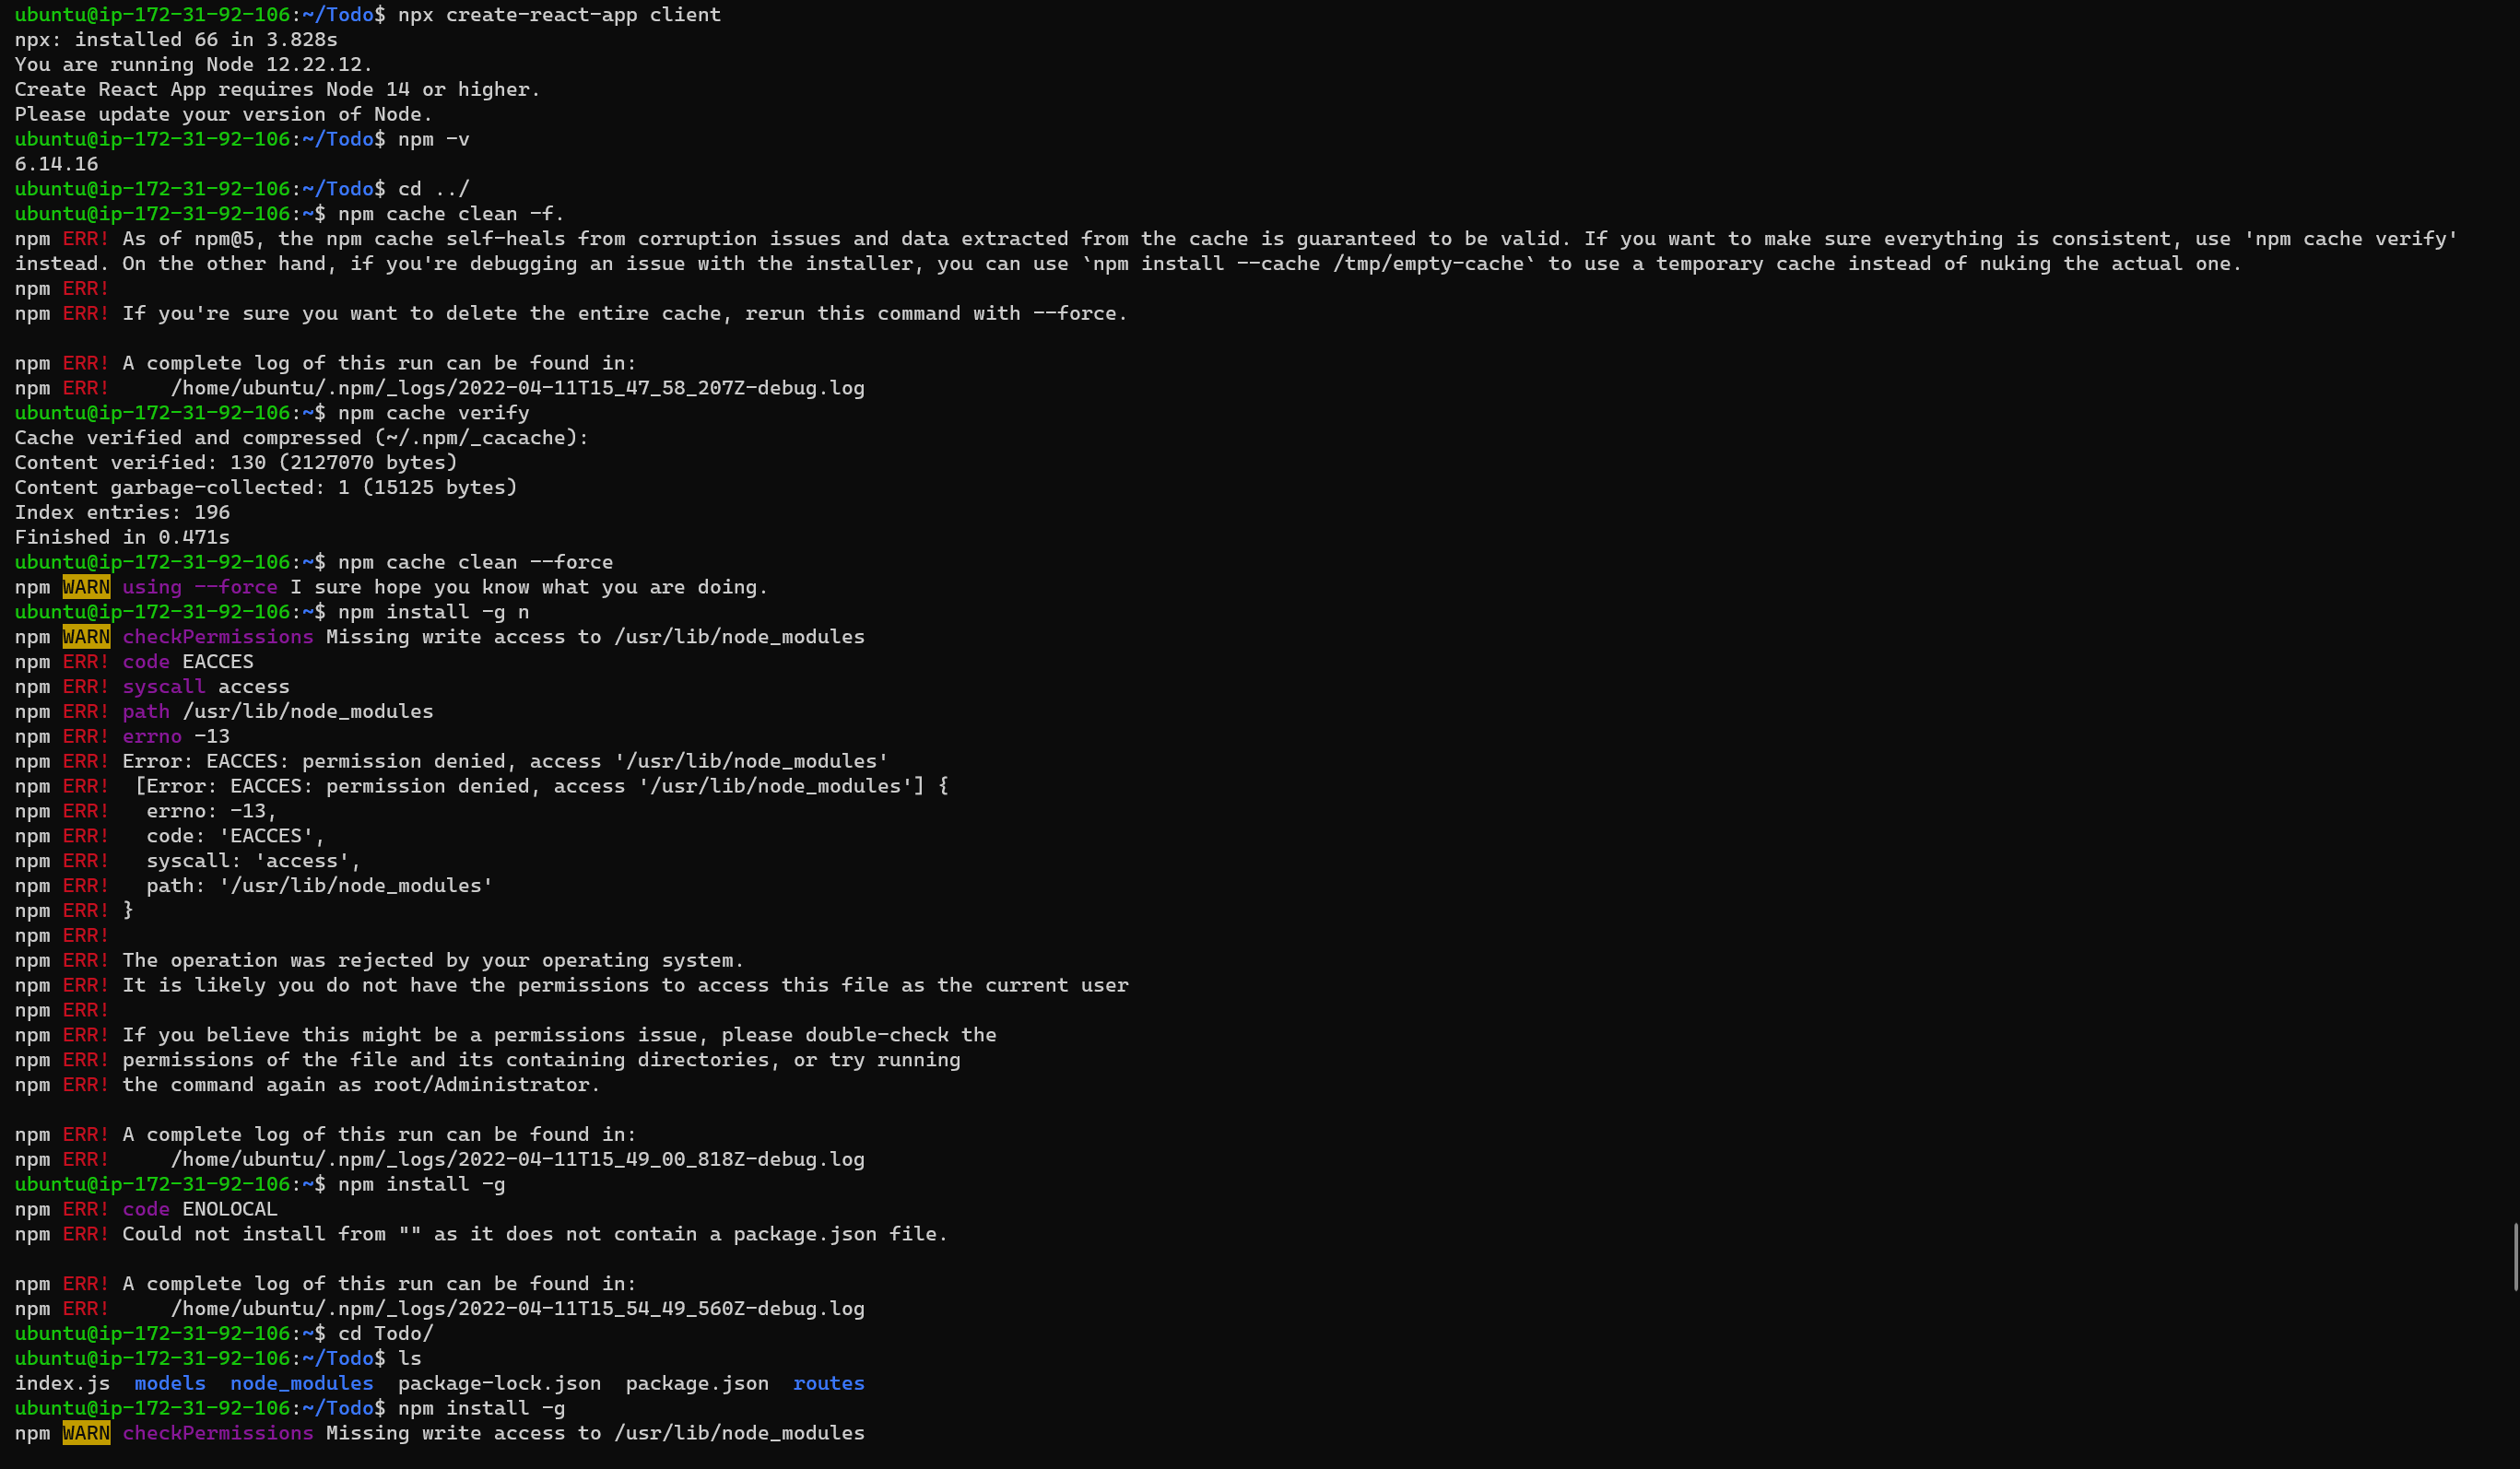 ubuntu@ip-172-31-92-106:~/Todo$ npx create-react-app client
npx: installed 66 in 3.828s
You are running Node 12.22.12.
Create React App requires Node 14 or higher.
Please update your version of Node.
ubuntu@ip-172-31-92-106:~/Todo$ npm -v
6.14.16
ubuntu@ip-172-31-92-106:~/Todo$ cd ../
ubuntu@ip-172-31-92-106:~$ npm cache clean -f.
npm ERR! As of npm@5, the npm cache self-heals from corruption issues and data extracted from the cache is guaranteed to be valid. If you want to make sure everything is consistent, use 'npm cache verify'
instead. On the other hand, if you're debugging an issue with the installer, you can use `npm install --cache /tmp/empty-cache` to use a temporary cache instead of nuking the actual one.
npm ERR!
npm ERR! If you're sure you want to delete the entire cache, rerun this command with --force.

npm ERR! A complete log of this run can be found in:
npm ERR!     /home/ubuntu/.npm/_logs/2022-04-11T15_47_58_207Z-debug.log
ubuntu@ip-172-31-92-106:~$ npm cache verify
Cache verified and compressed (~/.npm/_cacache):
Content verified: 130 (2127070 bytes)
Content garbage-collected: 1 (15125 bytes)
Index entries: 196
Finished in 0.471s
ubuntu@ip-172-31-92-106:~$ npm cache clean --force
npm WARN using --force I sure hope you know what you are doing.
ubuntu@ip-172-31-92-106:~$ npm install -g n
npm WARN checkPermissions Missing write access to /usr/lib/node_modules
npm ERR! code EACCES
npm ERR! syscall access
npm ERR! path /usr/lib/node_modules
npm ERR! errno -13
npm ERR! Error: EACCES: permission denied, access '/usr/lib/node_modules'
npm ERR!  [Error: EACCES: permission denied, access '/usr/lib/node_modules'] {
npm ERR!   errno: -13,
npm ERR!   code: 'EACCES',
npm ERR!   syscall: 'access',
npm ERR!   path: '/usr/lib/node_modules'
npm ERR! }
npm ERR!
npm ERR! The operation was rejected by your operating system.
npm ERR! It is likely you do not have the permissions to access this file as the current user
npm ERR!
npm ERR! If you believe this might be a permissions issue, please double-check the
npm ERR! permissions of the file and its containing directories, or try running
npm ERR! the command again as root/Administrator.

npm ERR! A complete log of this run can be found in:
npm ERR!     /home/ubuntu/.npm/_logs/2022-04-11T15_49_00_818Z-debug.log
ubuntu@ip-172-31-92-106:~$ npm install -g
npm ERR! code ENOLOCAL
npm ERR! Could not install from "" as it does not contain a package.json file.

npm ERR! A complete log of this run can be found in:
npm ERR!     /home/ubuntu/.npm/_logs/2022-04-11T15_54_49_560Z-debug.log
ubuntu@ip-172-31-92-106:~$ cd Todo/
ubuntu@ip-172-31-92-106:~/Todo$ ls
index.js  models  node_modules  package-lock.json  package.json  routes
ubuntu@ip-172-31-92-106:~/Todo$ npm install -g
npm WARN checkPermissions Missing write access to /usr/lib/node_modules